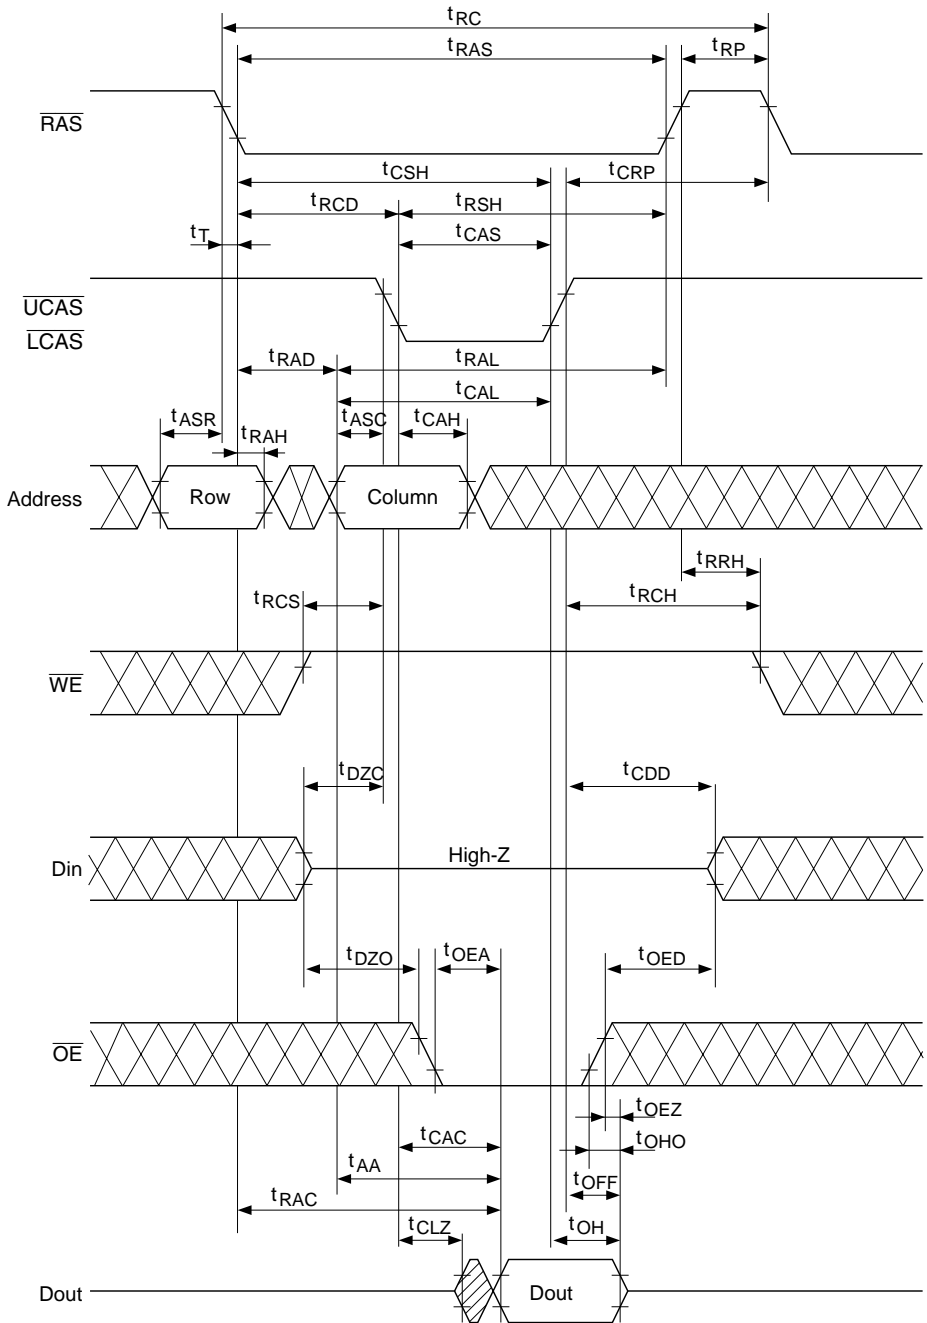 tRC
tRAS
tRP
RAS
tCSH
tCRP
tRCD
tRSH
tT
tCAS
UCAS
LCAS
tRAD
tRAL
tCAL
tASR
tASC
tCAH
tRAH
Address
Row
Column
tRRH
tRCS
tRCH
WE
tDZC
tCDD
High-Z
Din
tDZO
tOEA
tOED
OE
tOEZ
tCAC
tOHO
tAA
tOFF
tRAC
tCLZ
tOH
Dout
Dout